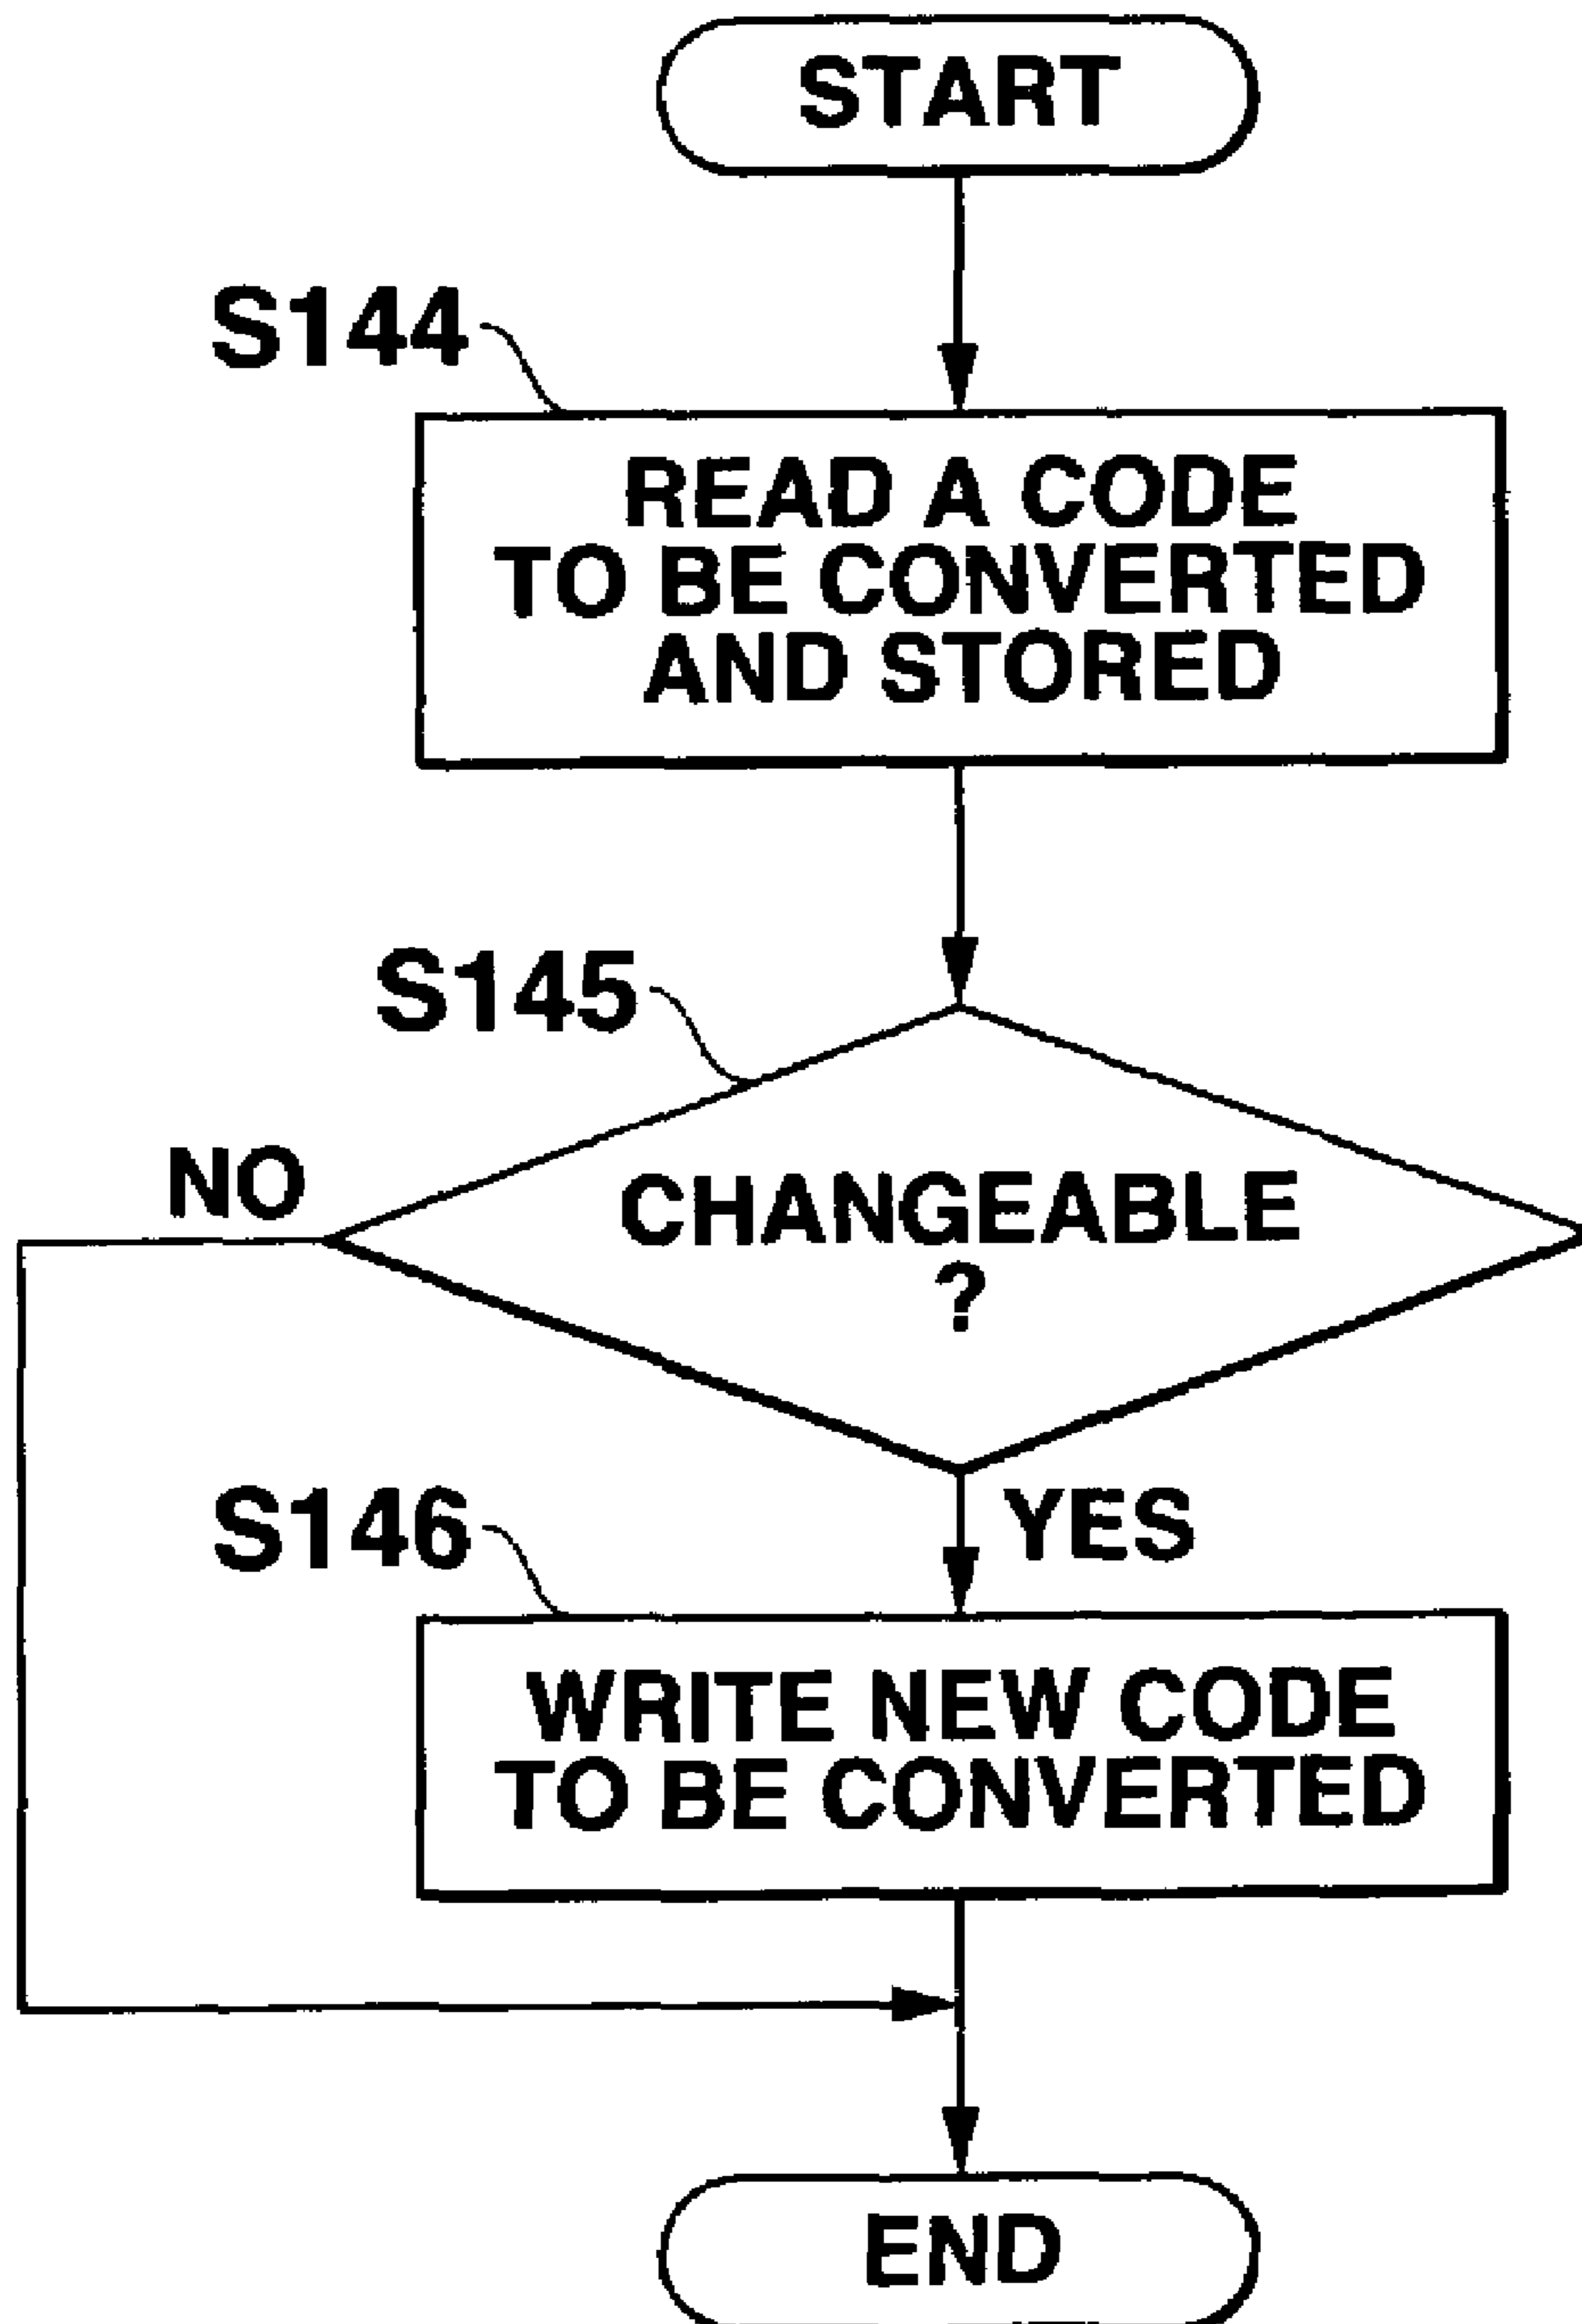 START
S144
READ A CODE
TO BE CONVERTED
AND STORED
S145
NO
CHANGEABLE
?
S146
YES
WRITE NEW CODE
TO BE CONVERTED
END